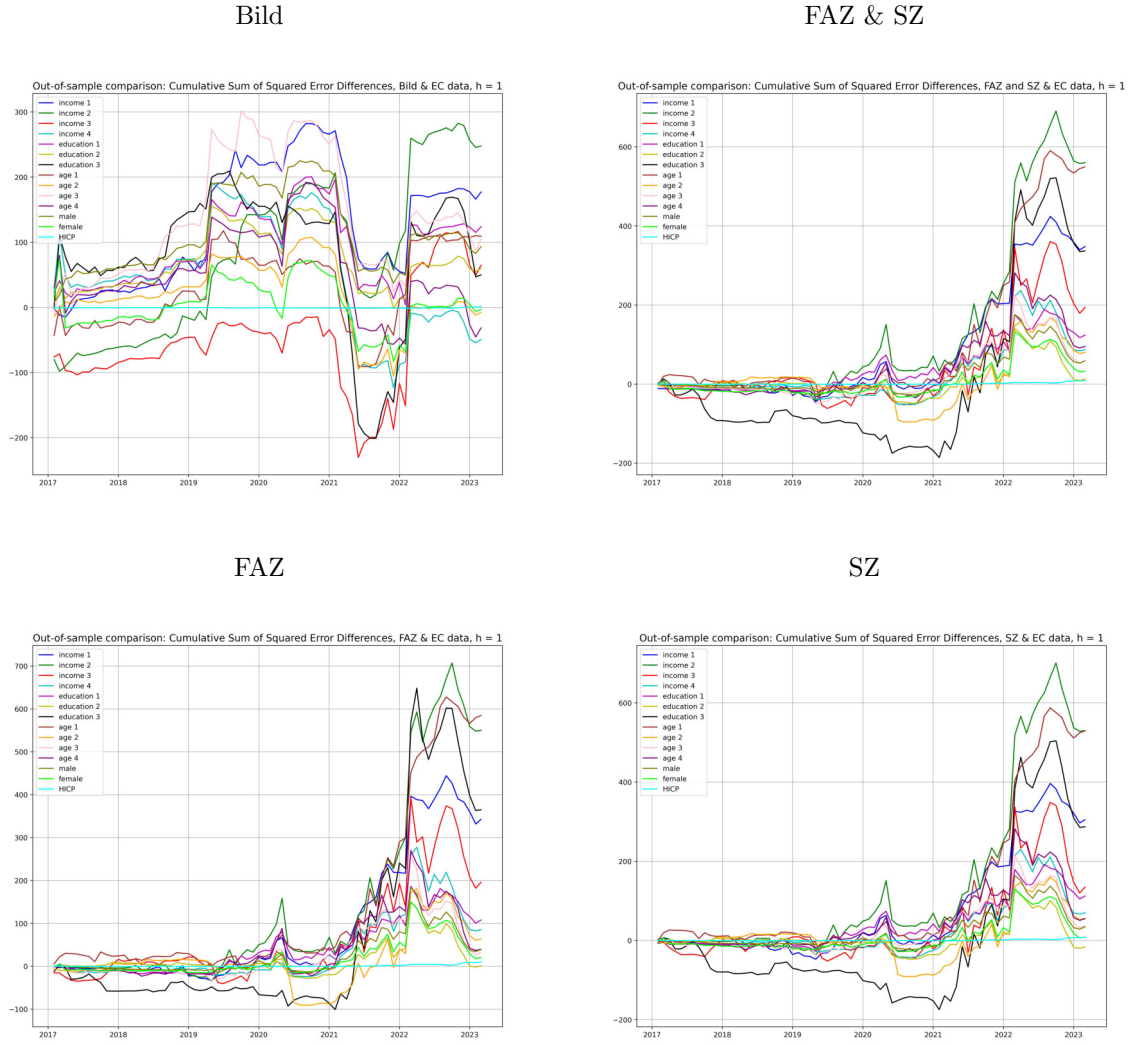 Bild
FAZ & SZ
Out-of-sample comparison: Cumulative Sum of Squared Error Differences, Bild & EC data, h = 1
income 1
income 2
income 3
income 4
education 1
education 2
education 3
age 1
age 2
age 3
age 4
male
female
HICP
300
200
100
0
−100
−200
2017
2018
2019
2020
2021
2022
2023
Out-of-sample comparison: Cumulative Sum of Squared Error Differences, FAZ and SZ & EC data, h = 1
income 1
income 2
income 3
income 4
education 1
education 2
education 3
age 1
age 2
age 3
age 4
male
female
HICP
600
400
200
0
−200
2017
2018
2019
2020
2021
2022
2023
FAZ
SZ
Out-of-sample comparison: Cumulative Sum of Squared Error Differences, FAZ & EC data, h = 1
income 1
income 2
income 3
income 4
education 1
education 2
education 3
age 1
age 2
age 3
age 4
male
female
HICP
700
600
500
400
300
200
100
0
−100
2017
2018
2019
2020
2021
2022
2023
Out-of-sample comparison: Cumulative Sum of Squared Error Differences, SZ & EC data, h = 1
income 1
income 2
income 3
income 4
education 1
education 2
education 3
age 1
age 2
age 3
age 4
male
female
HICP
600
400
200
0
−200
2017
2018
2019
2020
2021
2022
2023